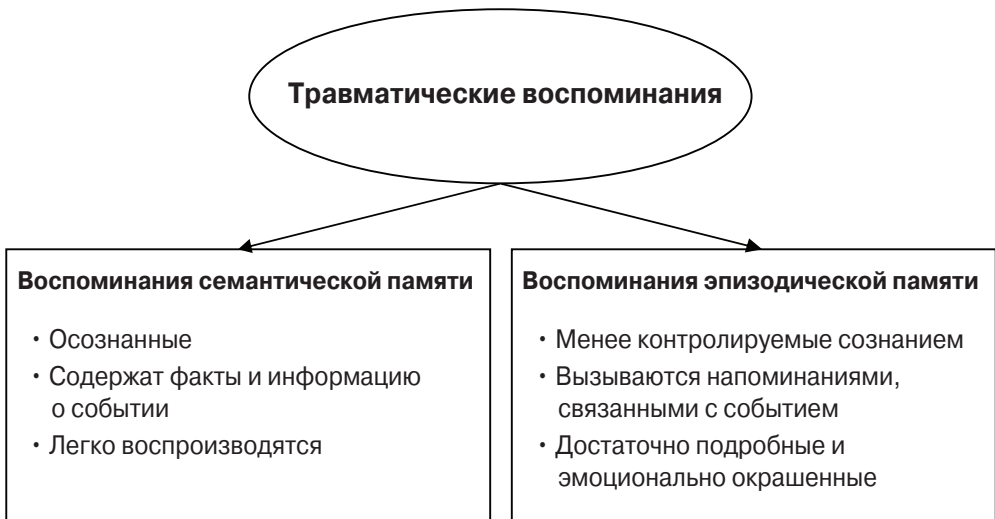 Травматические воспоминания
Воспоминания семантической памяти
• Осознанные
• Содержат факты и информацию
о событии
• Легко воспроизводятся
Воспоминания эпизодической памяти
• Менее контролируемые сознанием
• Вызываются напоминаниями,
связанными с событием
• Достаточно подробные и
эмоционально окрашенные